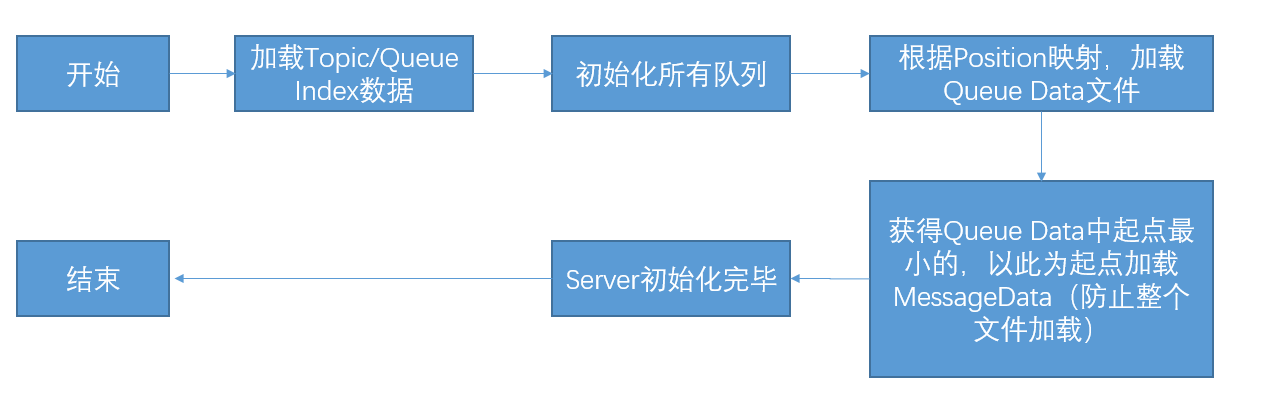 开始
加载Topic/Queue
Index数据
初始化所有队列
根据Position映射，加载
Queue Data文件
获得Queue Data中起点最
小的，以此为起点加载
MessageData（防止整个
文件加载）
Server初始化完毕
结束